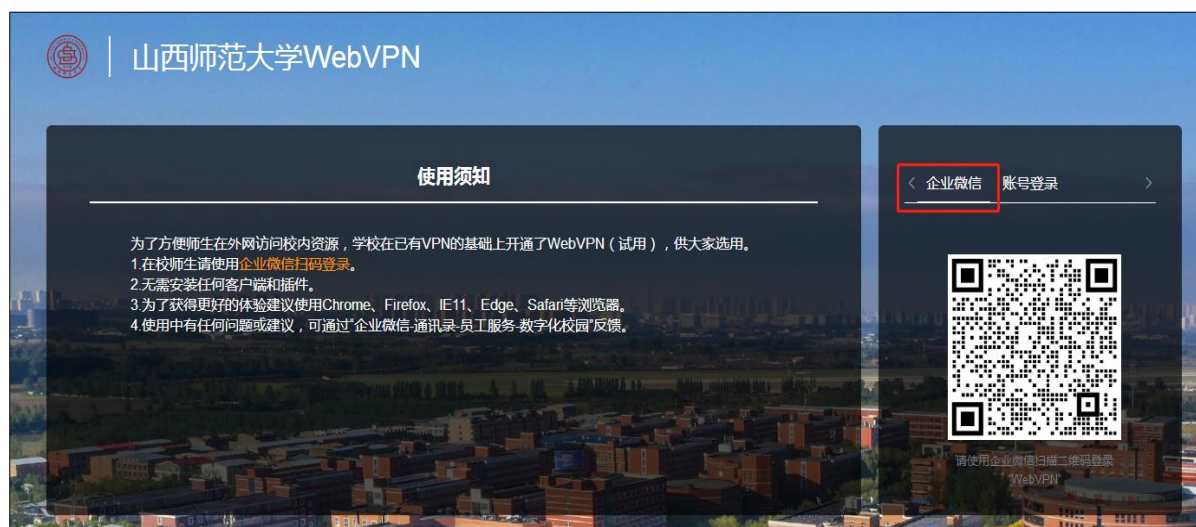 山西师范大学WebVPN
使用须知
为了方便师生在外网访问校内资源，学校在已有VPN的基础上开通了WebVPN（试用），供大家选用。
1.在校师生请使用企业微信扫码登录。
2.无需安装任何客户端和插件。
3.为了获得更好的体验建议使用Chrome、Firefox、IE11、Edge、Safari等浏览器。
4.使用中有任何问题或建议，可通过“企业微信-通讯录-员工服务-数字化校园”反馈。
企业微信 账号登录
请使用企业微信扫描二维码登录
WebVPN